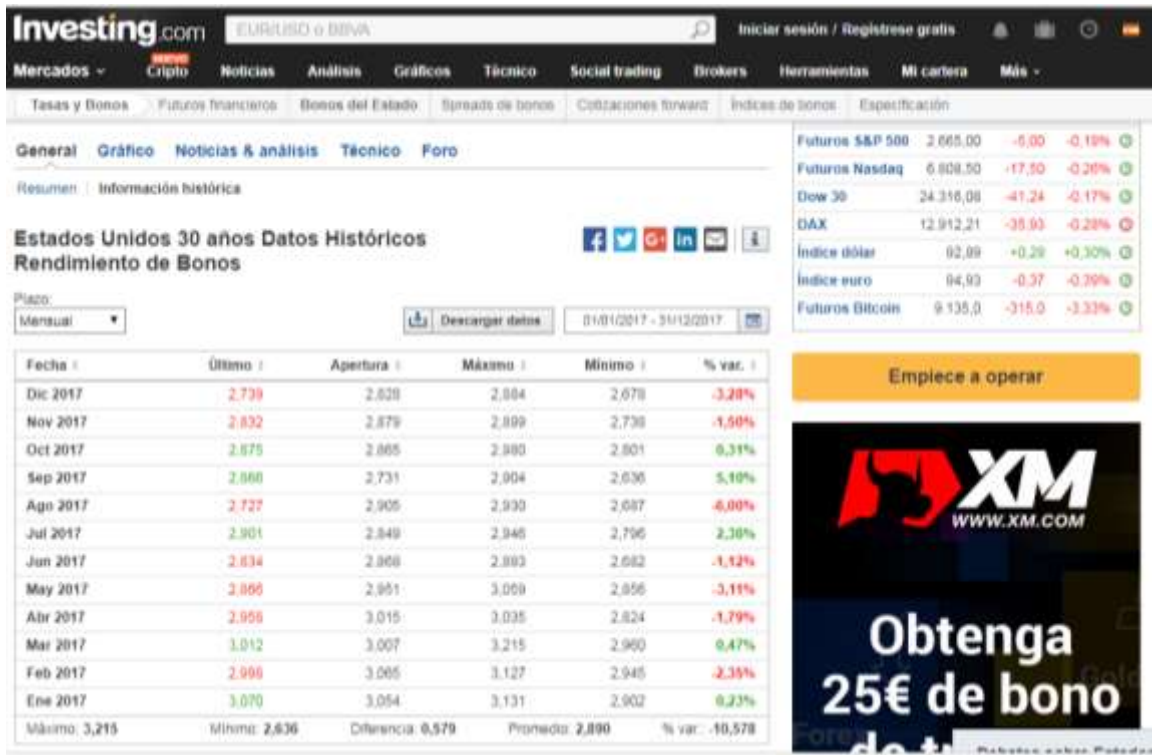 Investing.com EUR/USD o BBVA Iniciar sesión / Regístrese gratis
NUEVO
Mercados Cripto Noticias Análisis Gráficos Técnico Social trading Brokers Herramientas Mi cartera Más
Tasas y Bonos Futuros financieros Bonos del Estado Spreads de bonos Cotizaciones forward Índices de bonos Especificación
General Gráfico Noticias & análisis Técnico Foro
Resumen Información histórica
Estados Unidos 30 años Datos Históricos
Rendimiento de Bonos
Plazo:
Mensual Descargar datos 01/01/2017 - 31/12/2017
Fecha Último Apertura Máximo Mínimo % var.
Dic 2017 2,739 2,828 2,884 2,678 -3,28%
Nov 2017 2,832 2,879 2,899 2,738 -1,50%
Oct 2017 2,875 2,865 2,980 2,801 0,31%
Sep 2017 2,866 2,731 2,904 2,636 5,10%
Ago 2017 2,727 2,905 2,930 2,687 -6,00%
Jul 2017 2,901 2,849 2,946 2,796
Jun 2017 2,834 2,868 2,893 2,682 -1,12%
May 2017 2,866 2,951 3,059 2,856 -3,11%
Abr 2017 2,958 3,015 3,035 2,824 -1,79%
Mar 2017 3,012 3,007 3,215 2,960 0,47%
Feb 2017 2,998 3,065 3,127 2,945 -2,35%
Ene 2017 3,070 3,054 3,131 2,902 0,23%
Máximo: 3,215 Mínimo: 2,636 Diferencia: 0,579 Promedio: 2,890 % var.: -10,578
Futuros S&P 500 2.665,00 -5,00 -0,19%
Futuros Nasdaq 6.808,50 -17,50 -0,26%
Dow 30 24.316,08 -41,24 -0,17%
DAX 12.912,21 -35,93 -0,28%
Índice dólar 92,99 +0,28 +0,30%
Índice euro 94,93 -0,37 -0,39%
Futuros Bitcoin 9.135,0 -315,0 -3,33%
Empiece a operar
XM
WWW.XM.COM
Obtenga
25€ de bono
Forex
Gold